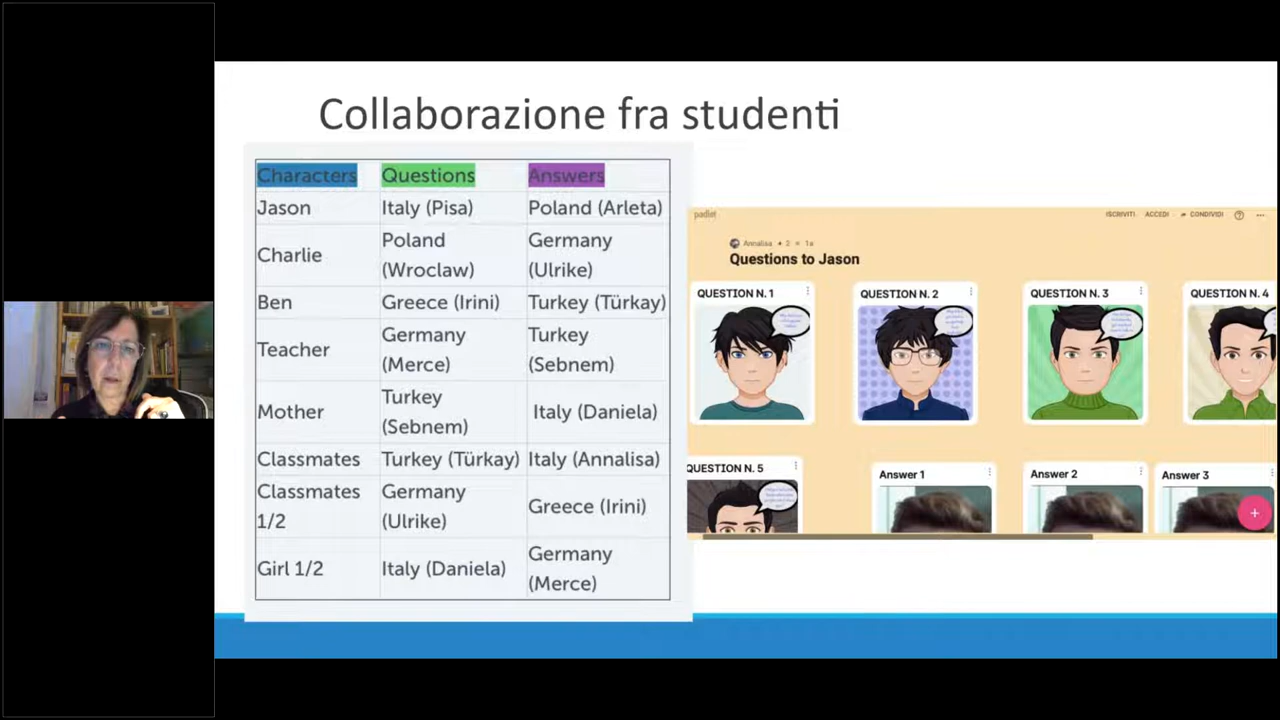 Collaborazione fra studenti
Characters Questions Answers
Jason Italy (Pisa) Poland (Arleta)
Charlie Poland (Wroclaw) Germany (Ulrike)
Ben Greece (Irini) Turkey (Türkay)
Teacher Germany (Merce) Turkey (Sebnem)
Mother Turkey (Sebnem) Italy (Daniela)
Classmates Turkey (Türkay) Italy (Annalisa)
Classmates 1/2 Germany (Ulrike) Greece (Irini)
Girl 1/2 Italy (Daniela) Germany (Merce)
padlet ISCRIVITI ACCEDI CONDIVIDI
Annalisa • 2 • 1a
Questions to Jason
QUESTION N. 1 QUESTION N. 2 QUESTION N. 3 QUESTION N. 4
QUESTION N. 5 Answer 1 Answer 2 Answer 3